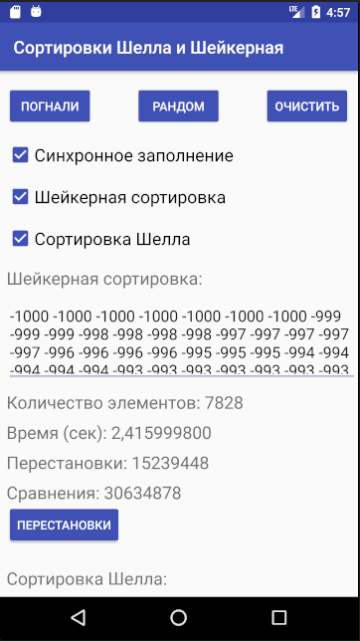 LTE 4:57
Сортировки Шелла и Шейкерная
ПОГНАЛИ РАНДОМ ОЧИСТИТЬ
Синхронное заполнение
Шейкерная сортировка
Сортировка Шелла
Шейкерная сортировка:
-1000 -1000 -1000 -1000 -1000 -1000 -1000 -999
-999 -999 -998 -998 -998 -998 -997 -997 -997 -997
-997 -996 -996 -996 -996 -995 -995 -995 -994 -994
-994 -994 -994 -993 -993 -993 -993 -993 -993 -993
Количество элементов: 7828
Время (сек): 2,415999800
Перестановки: 15239448
Сравнения: 30634878
ПЕРЕСТАНОВКИ
Сортировка Шелла: